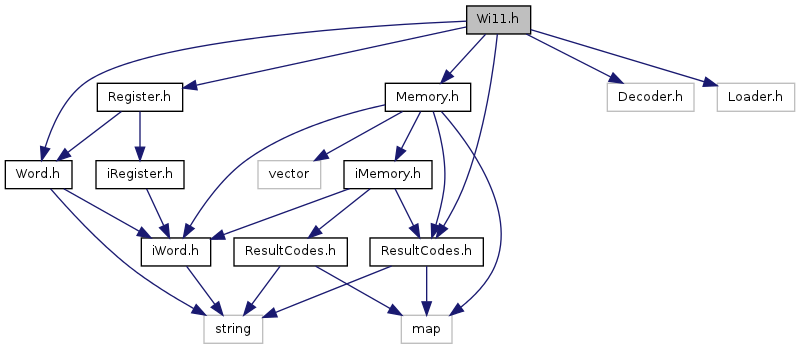 Wi11.h
Register.h
Memory.h
Decoder.h
Loader.h
Word.h
iRegister.h
vector
iMemory.h
iWord.h
ResultCodes.h
ResultCodes.h
string
map